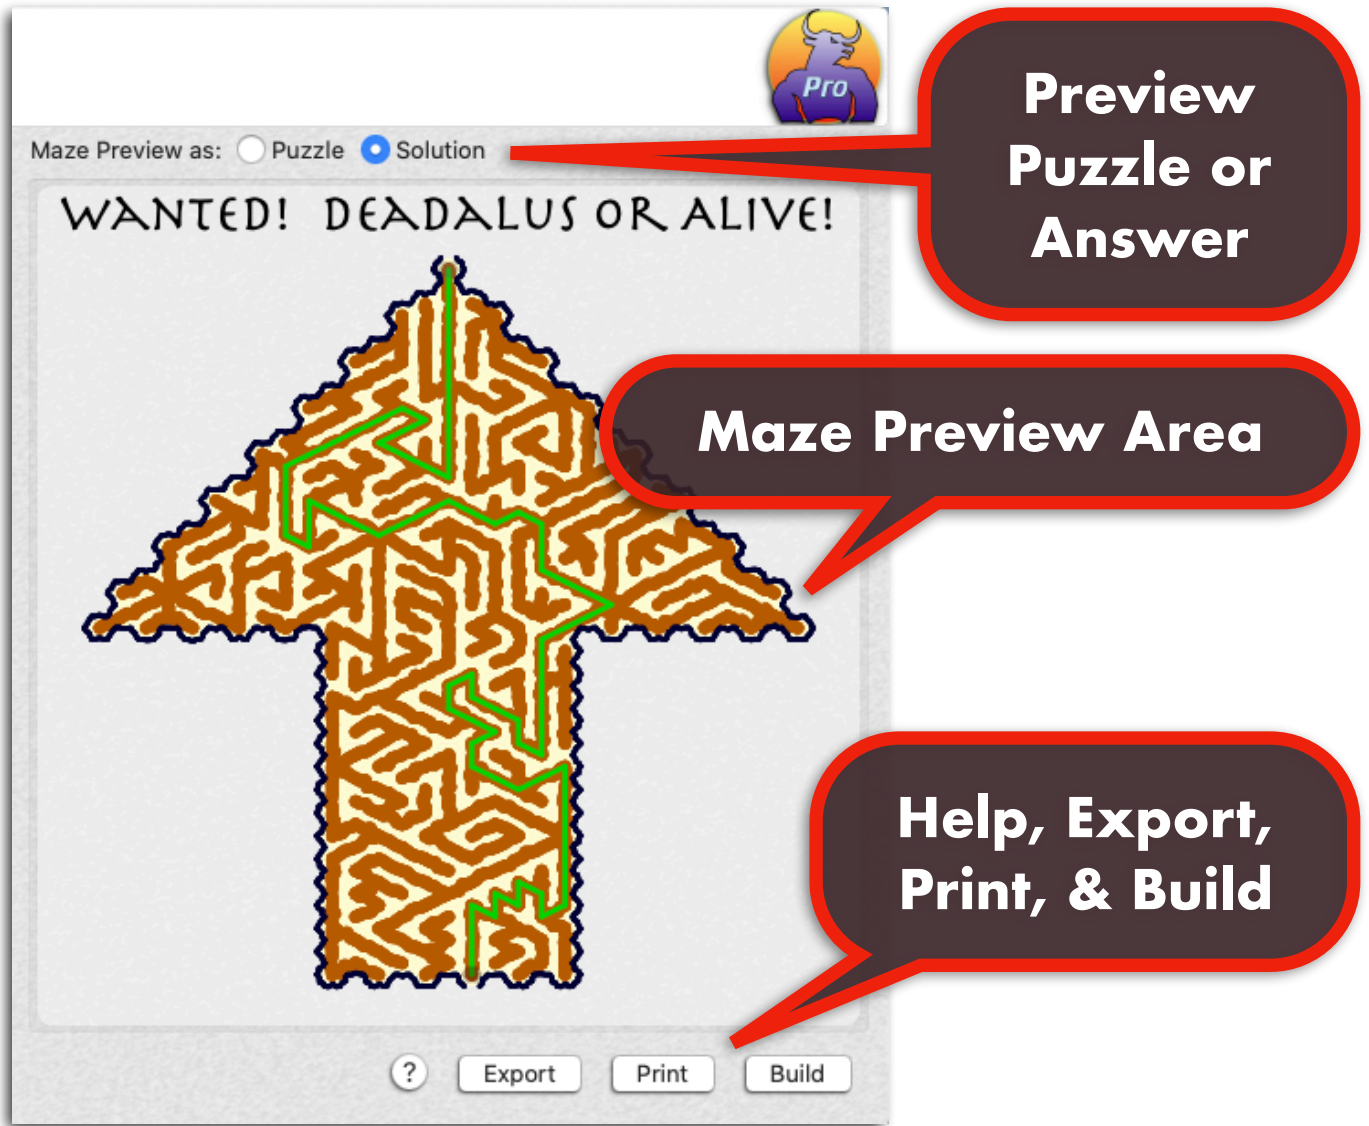 Pro
Preview
Puzzle or
Answer
Maze Preview as: Puzzle Solution
WANTED! DEADALUS OR ALIVE!
Maze Preview Area
Help, Export,
Print, & Build
? Export Print Build